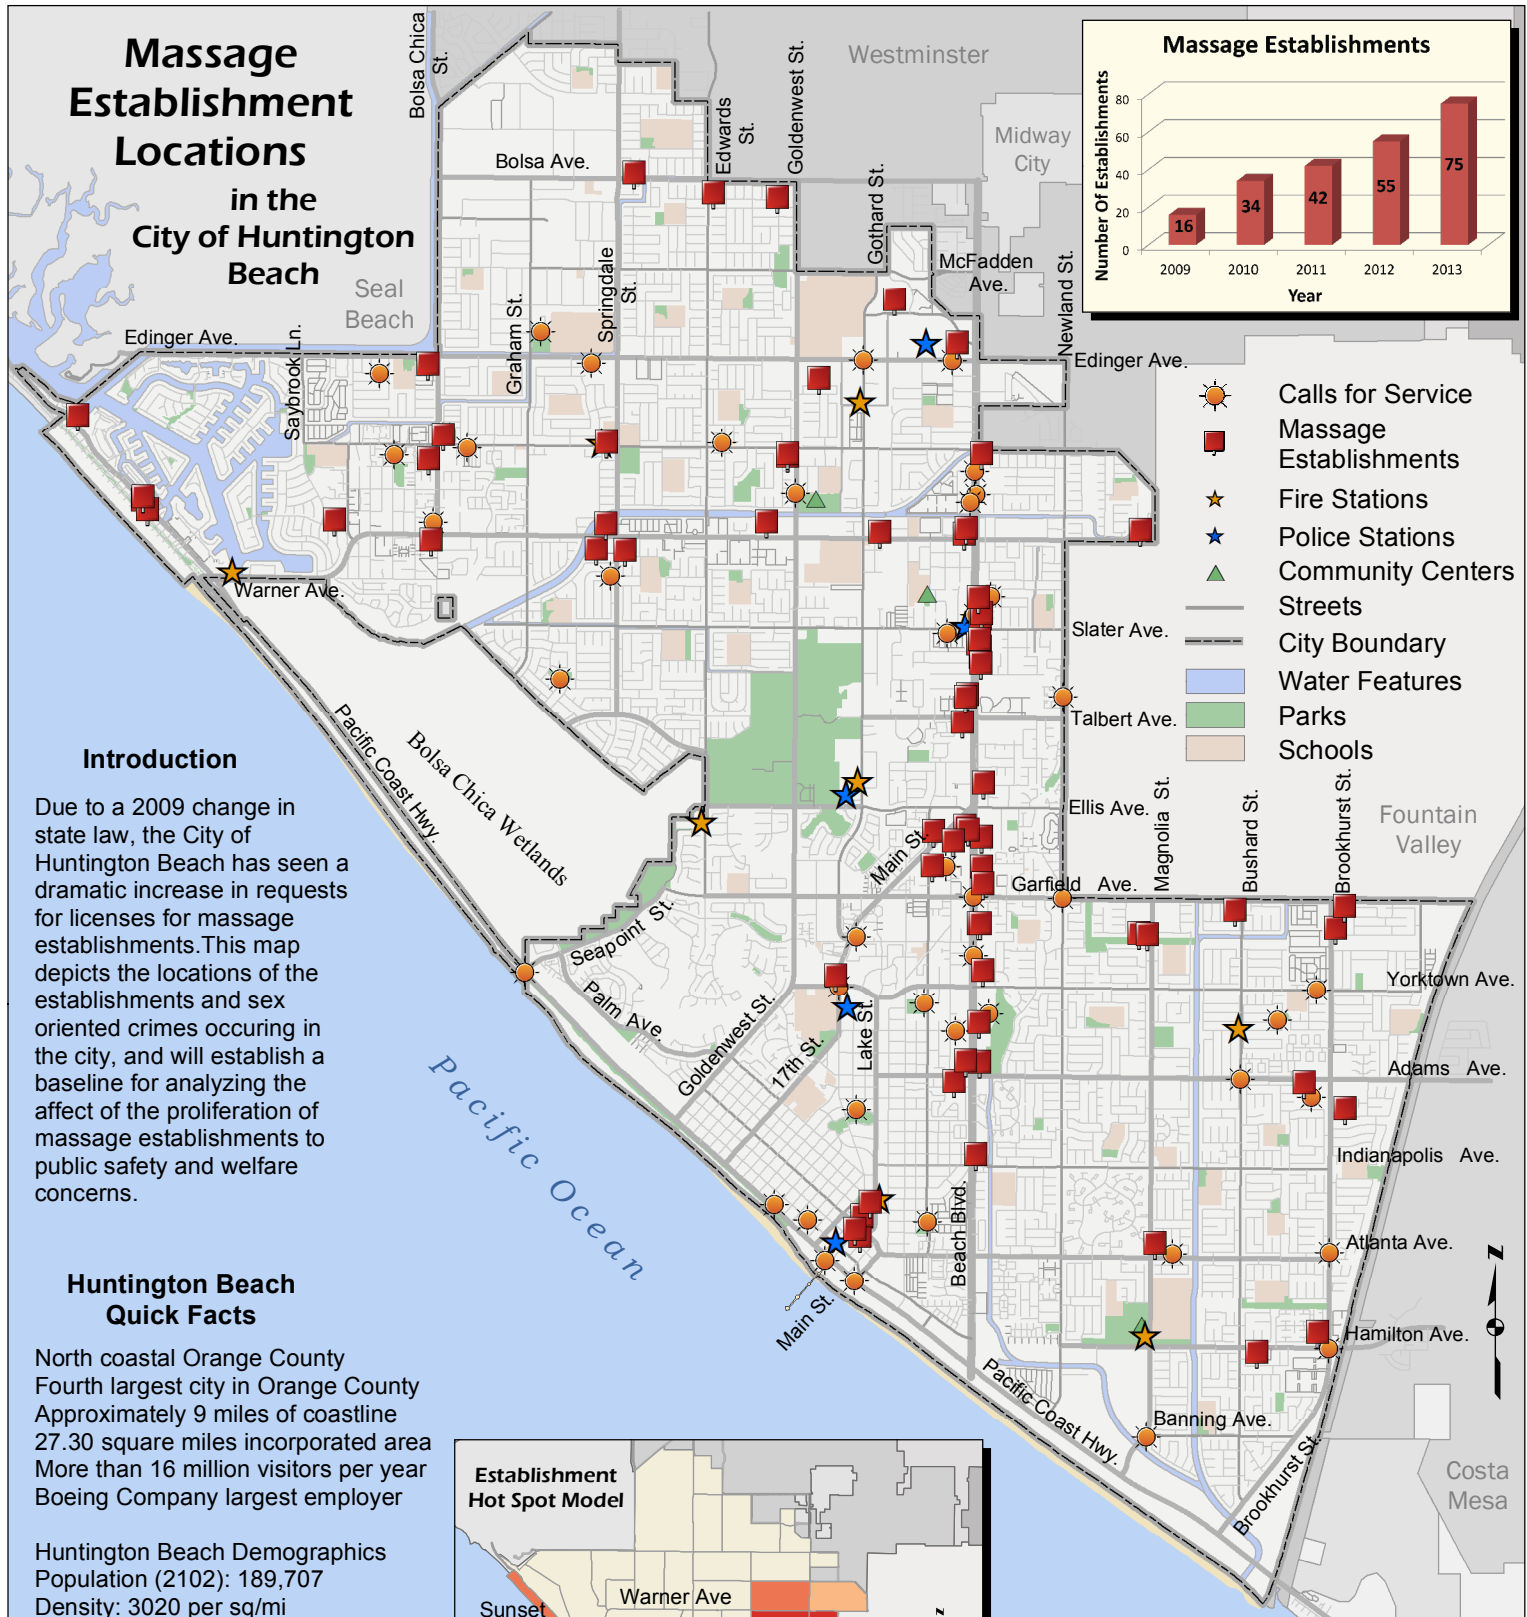 Massage
Establishment
Locations
in the
City of Huntington
Beach
Massage Establishments
Number Of Establishments
80
60
40
20
0
16
34
42
55
75
2009
2010
2011
2012
2013
Year
Calls for Service
Massage
Establishments
Fire Stations
Police Stations
Community Centers
Streets
City Boundary
Water Features
Parks
Schools
Westminster
Midway
City
Seal
Beach
Fountain
Valley
Costa
Mesa
Bolsa Chica
St.
Bolsa Ave.
Edwards
St.
Goldenwest St.
Gothard St.
McFadden
Ave.
Newland St.
Springdale
St.
Graham St.
Saybrook Ln.
Edinger Ave.
Edinger Ave.
Warner Ave.
Slater Ave.
Talbert Ave.
Ellis Ave.
Magnolia St.
Bushard St.
Brookhurst St.
Main St.
Garfield Ave.
Pacific Coast Hwy.
Bolsa Chica Wetlands
Seapoint St.
Palm Ave.
Goldenwest St.
17th St.
Lake St.
Yorktown Ave.
Adams Ave.
Indianapolis Ave.
Beach Blvd.
Atlanta Ave.
Main St.
Hamilton Ave.
Pacific Coast Hwy.
Banning Ave.
Brookhurst St.
Pacific Ocean
N
Introduction
Due to a 2009 change in
state law, the City of
Huntington Beach has seen a
dramatic increase in requests
for licenses for massage
establishments.This map
depicts the locations of the
establishments and sex
oriented crimes occuring in
the city, and will establish a
baseline for analyzing the
affect of the proliferation of
massage establishments to
public safety and welfare
concerns.
Huntington Beach
Quick Facts
North coastal Orange County
Fourth largest city in Orange County
Approximately 9 miles of coastline
27.30 square miles incorporated area
More than 16 million visitors per year
Boeing Company largest employer
Huntington Beach Demographics
Population (2102): 189,707
Density: 3020 per sq/mi
Establishment
Hot Spot Model
Warner Ave
Sunset
N